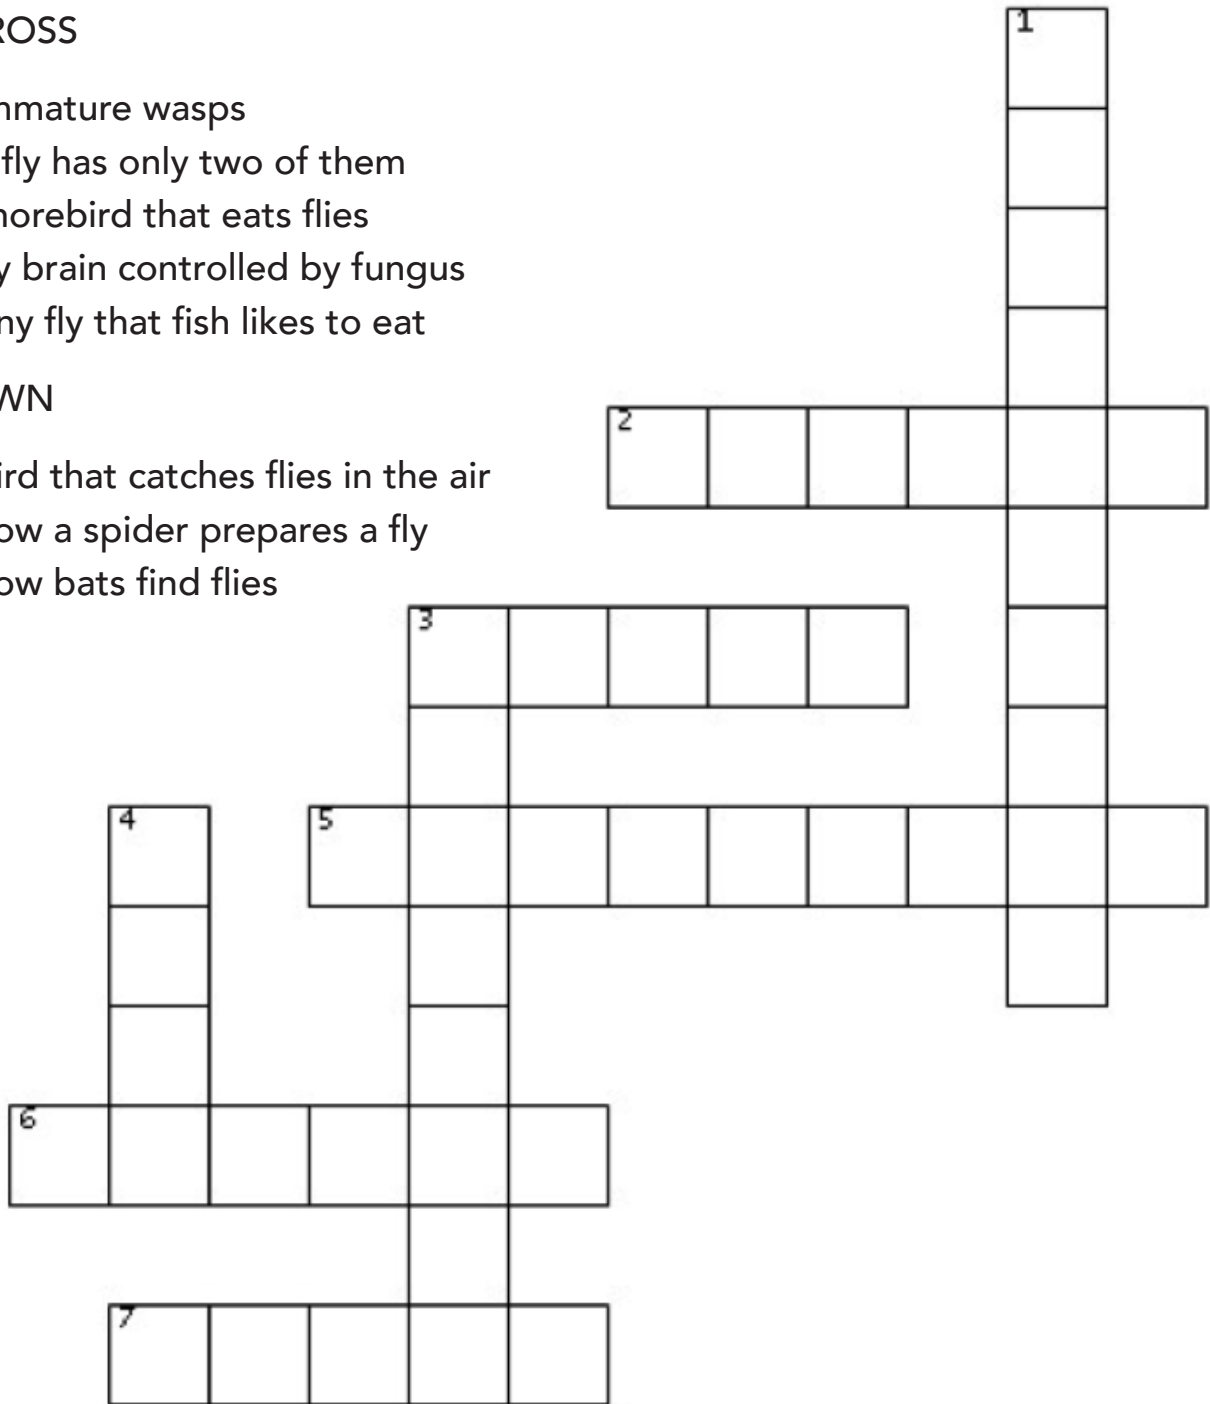 ROSS
nmature wasps
fly has only two of them
horebird that eats flies
y brain controlled by fungus
ny fly that fish likes to eat
WN
ird that catches flies in the air
ow a spider prepares a fly
ow bats find flies
1
2
3
4
5
6
7